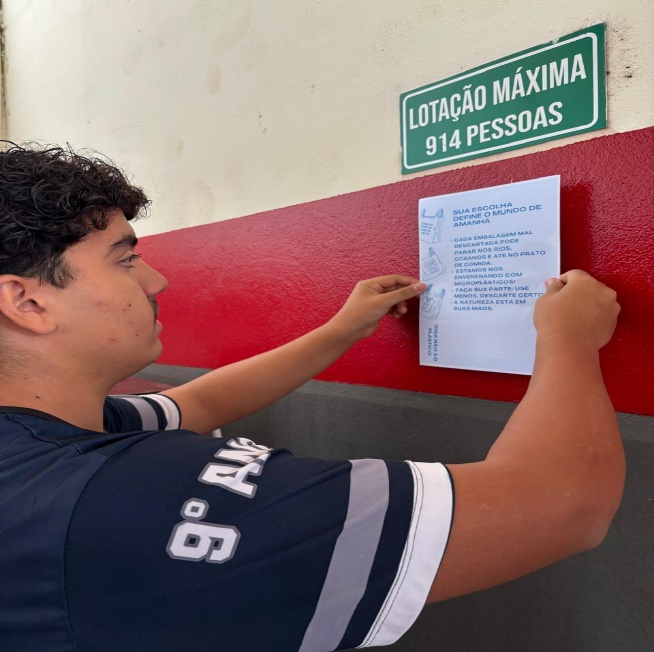 LOTAÇÃO MÁXIMA
914 PESSOAS
SUA ESCOLHA
DEFINE O MUNDO DE
AMANHÃ
- CADA EMBALAGEM MAL
DESCARTADA PODE
PARAR NOS RIOS,
OCEANOS E ATÉ NO PRATO
DE COMIDA.
- ESTAMOS NOS
ENVENENANDO COM
MICROPLÁSTICOS!
- FAÇA SUA PARTE: USE
MENOS, DESCARTE CERTO
A NATUREZA ESTA EM
SUAS MÃOS.
DIGA NÃO AO
PLÁSTICO
9º AN